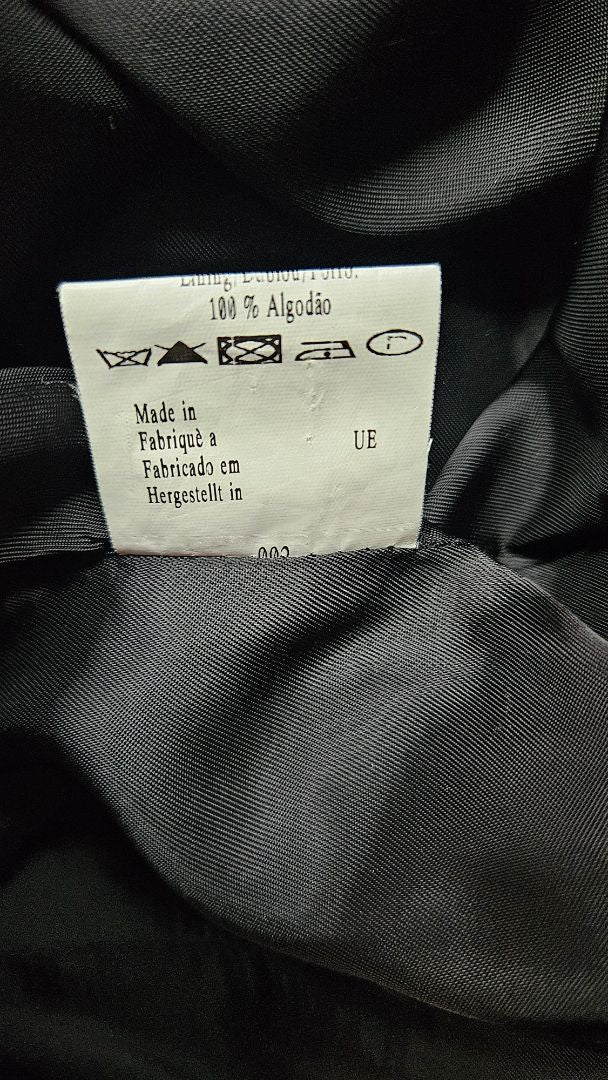 100 % Algodão
Made in
Fabriquè a UE
Fabricado em
Hergestellt in